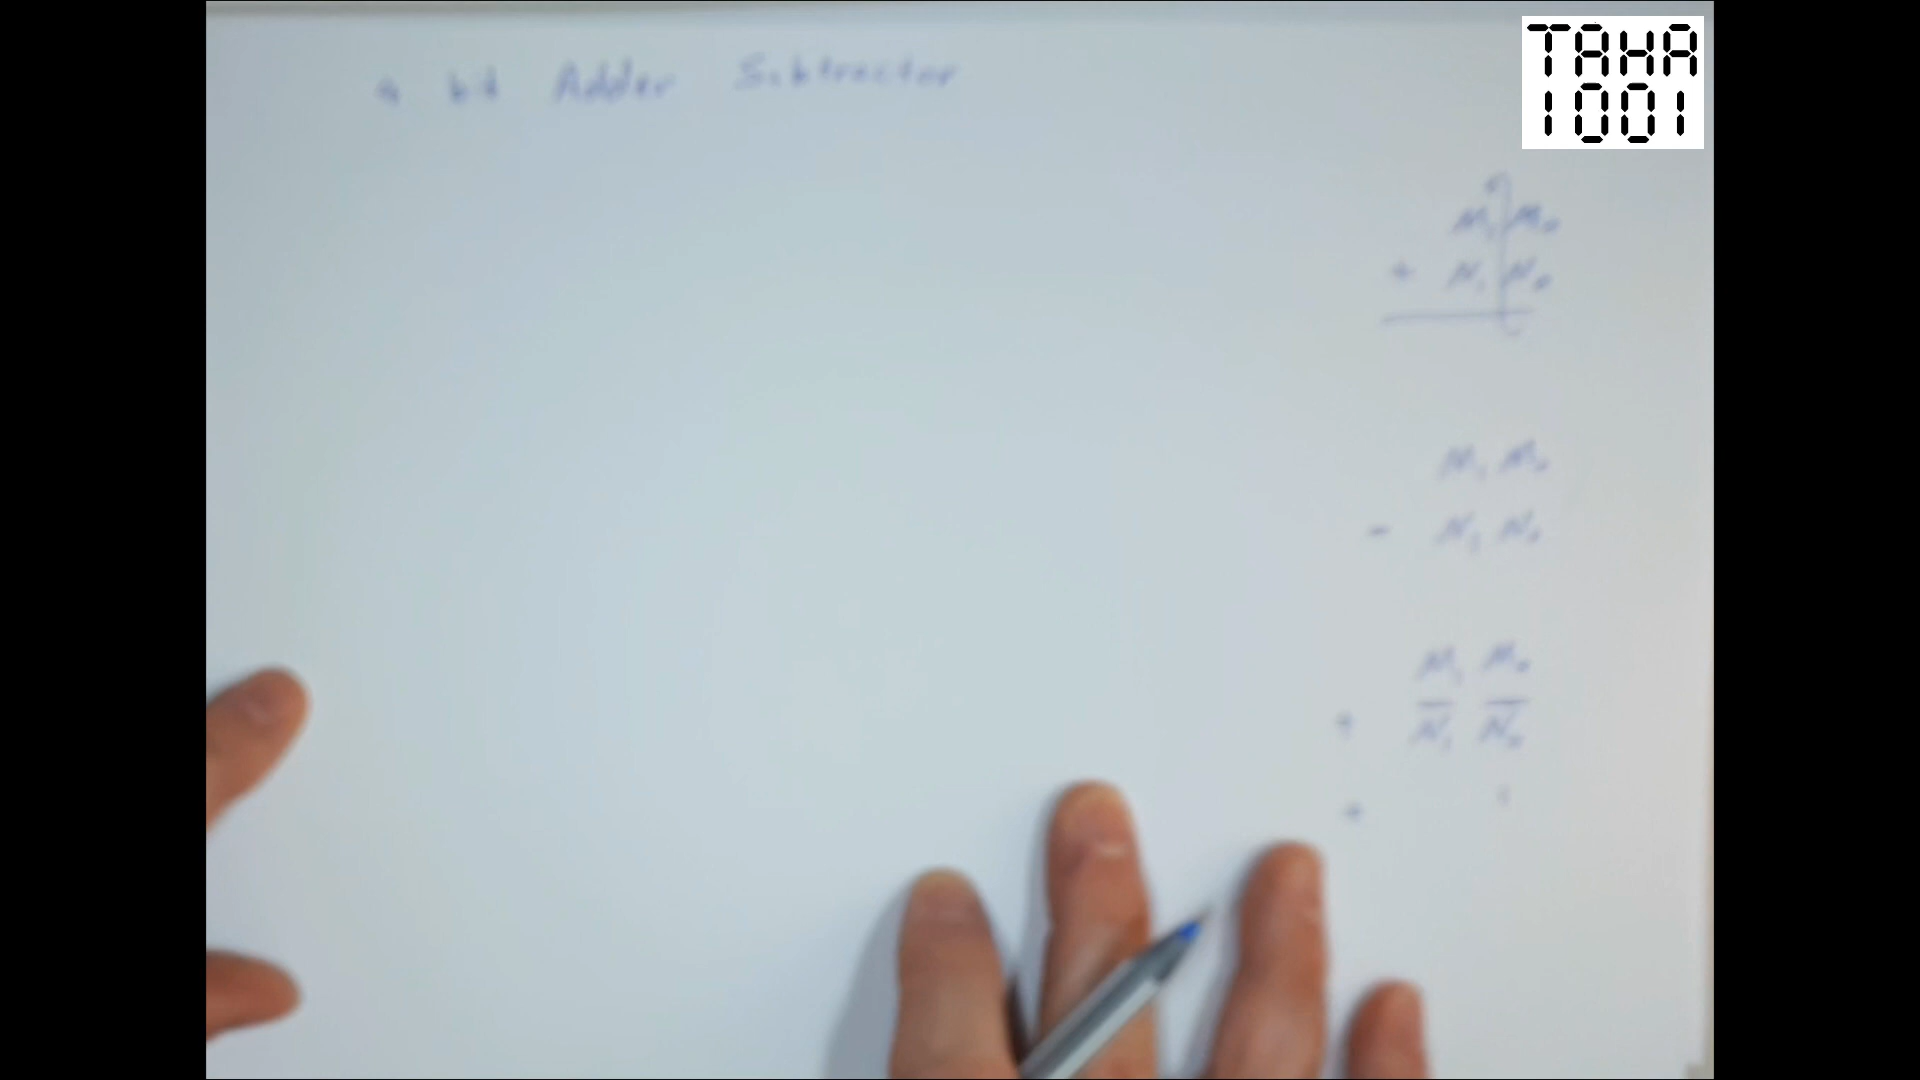 4 bit Adder Subtractor
TAHA
1001
M₁ M₀
+ N₁ N₀
M₁ M₀
- N₁ N₀
M₁ M₀
+ N̅₁ N̅₀
+ 1